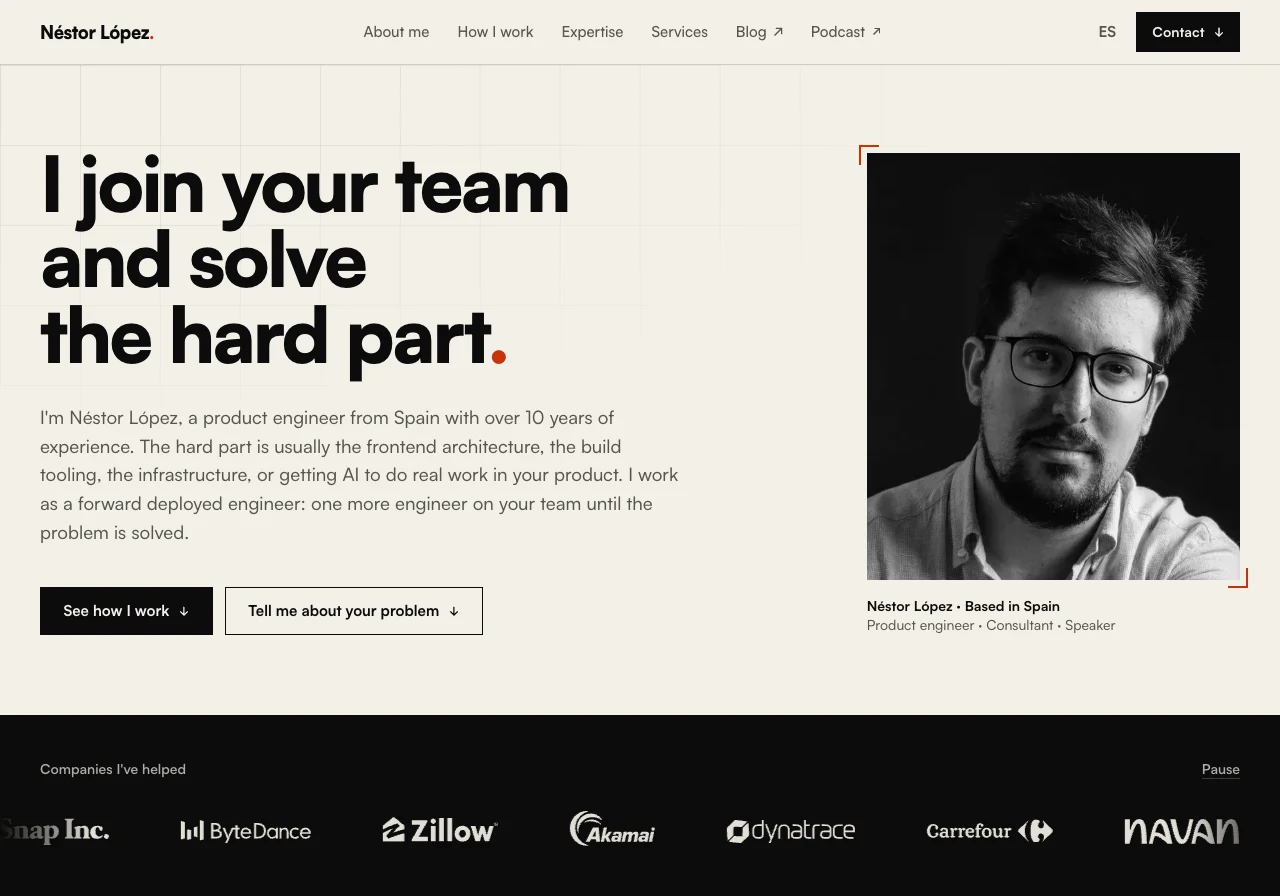 Néstor López.
About me
How I work
Expertise
Services
Blog ↗
Podcast ↗
ES
Contact ↓
I join your team
and solve
the hard part.
I'm Néstor López, a product engineer from Spain with over 10 years of
experience. The hard part is usually the frontend architecture, the build
tooling, the infrastructure, or getting AI to do real work in your product. I work
as a forward deployed engineer: one more engineer on your team until the
problem is solved.
See how I work ↓
Tell me about your problem ↓
Néstor López · Based in Spain
Product engineer · Consultant · Speaker
Companies I've helped
Pause
Snap Inc.
ByteDance
Zillow
Akamai
dynatrace
Carrefour
NAVAN